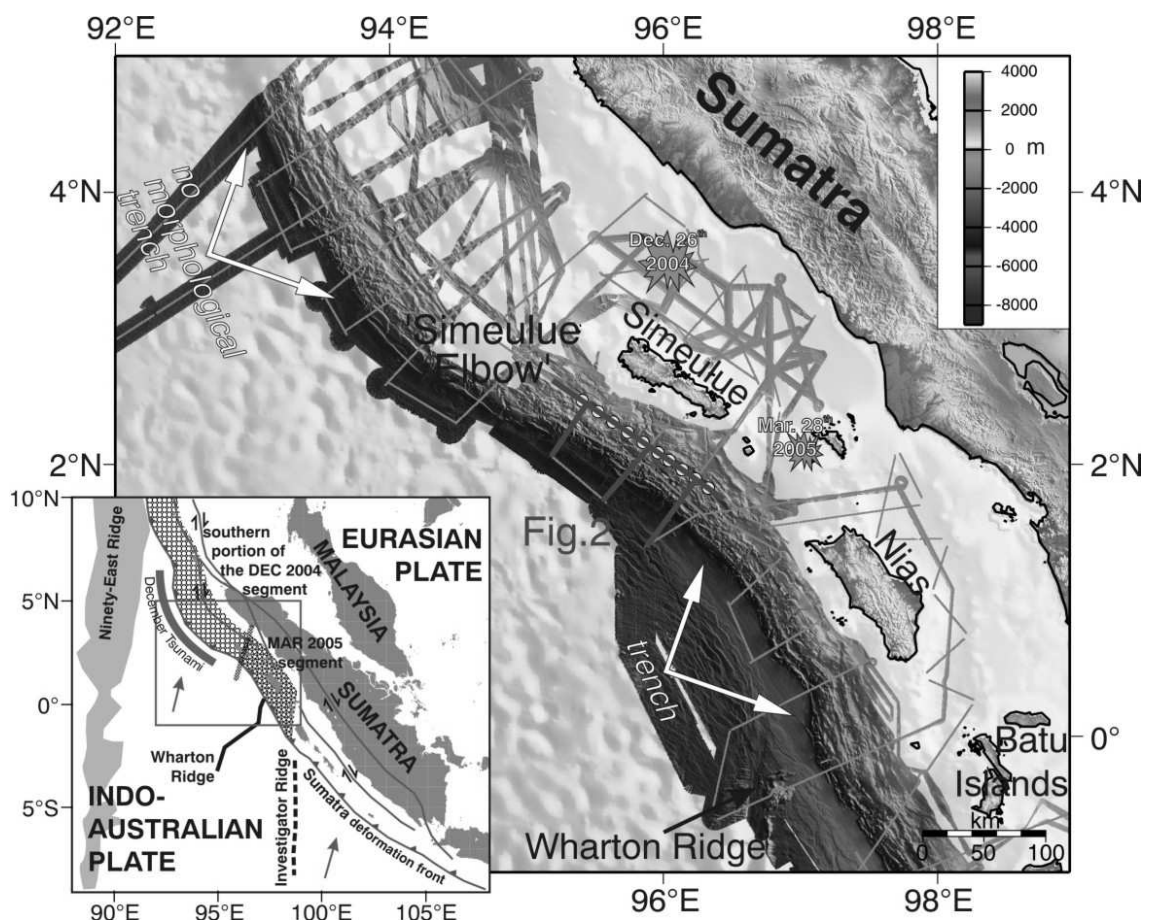 92°E
94°E
96°E
98°E
4°N
2°N
4°N
2°N
0°
96°E
98°E
4000
2000
0 m
-2000
-4000
-6000
-8000
Sumatra
no
morphological
trench
Dec. 26th
2004
'Simeulue
Elbow'
Simeulue
Mar. 28th
2005
Fig.2
Nias
trench
Batu
Islands
km
0 50 100
Wharton Ridge
10°N
5°N
0°
5°S
90°E
95°E
100°E
105°E
Ninety-East Ridge
southern
portion of
the DEC 2004
segment
EURASIAN
PLATE
MALAYSIA
December Tsunami
MAR 2005
segment
SUMATRA
Wharton
Ridge
Investigator Ridge
Sumatra deformation front
INDO-
AUSTRALIAN
PLATE